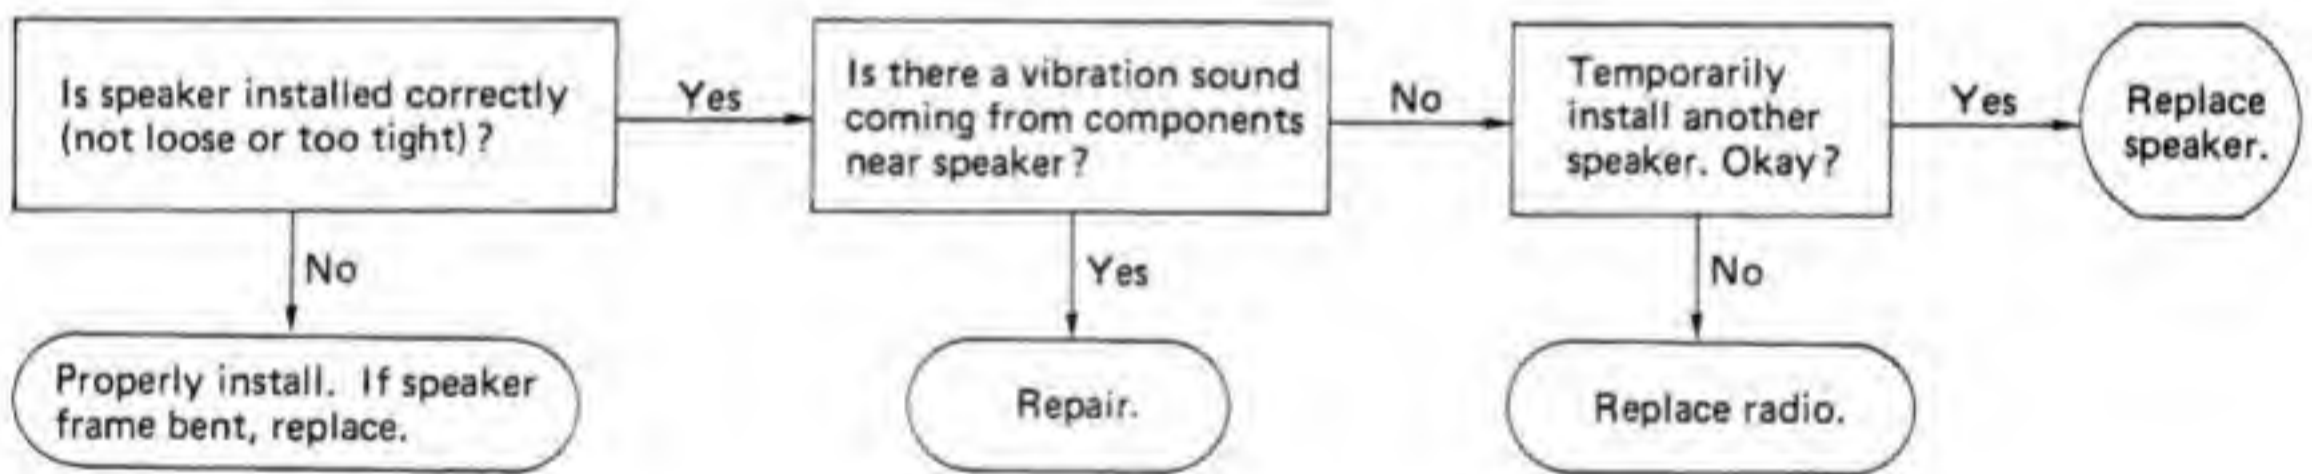 Is speaker installed correctly
(not loose or too tight)?
Yes
Is there a vibration sound
coming from components
near speaker?
No
Temporarily
install another
speaker. Okay?
Yes
Replace
speaker.
No
Yes
No
Properly install. If speaker
frame bent, replace.
Repair.
Replace radio.